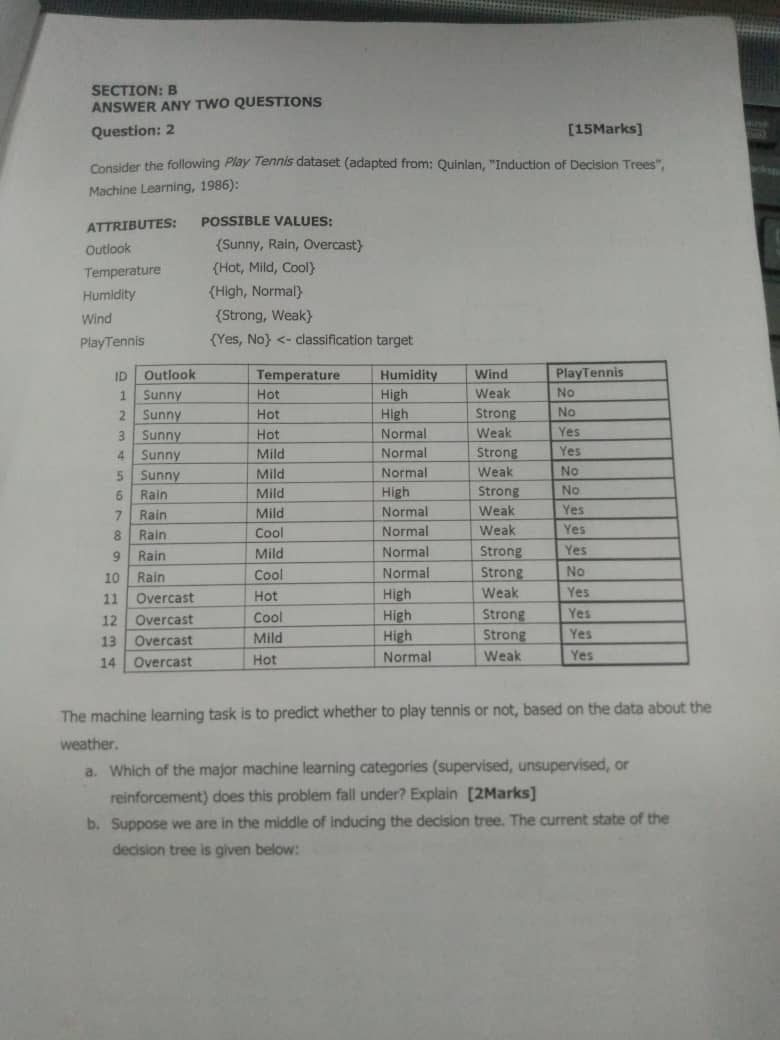 SECTION: B
ANSWER ANY TWO QUESTIONS
Question: 2 [15Marks]
Consider the following Play Tennis dataset (adapted from: Quinlan, "Induction of Decision Trees",
Machine Learning, 1986):
ATTRIBUTES: POSSIBLE VALUES:
Outlook {Sunny, Rain, Overcast}
Temperature {Hot, Mild, Cool}
Humidity {High, Normal}
Wind {Strong, Weak}
PlayTennis {Yes, No} <- classification target
ID Outlook Temperature Humidity Wind PlayTennis
1 Sunny Hot High Weak No
2 Sunny Hot High Strong No
3 Sunny Hot Normal Weak Yes
4 Sunny Mild Normal Strong Yes
5 Sunny Mild Normal Weak No
6 Rain Mild High Strong No
7 Rain Mild Normal Weak Yes
8 Rain Cool Normal Weak Yes
9 Rain Mild Normal Strong Yes
10 Rain Cool Normal Strong No
11 Overcast Hot High Weak Yes
12 Overcast Cool High Strong Yes
13 Overcast Mild High Strong Yes
14 Overcast Hot Normal Weak Yes
The machine learning task is to predict whether to play tennis or not, based on the data about the
weather.
a. Which of the major machine learning categories (supervised, unsupervised, or
reinforcement) does this problem fall under? Explain [2Marks]
b. Suppose we are in the middle of inducing the decision tree. The current state of the
decision tree is given below: